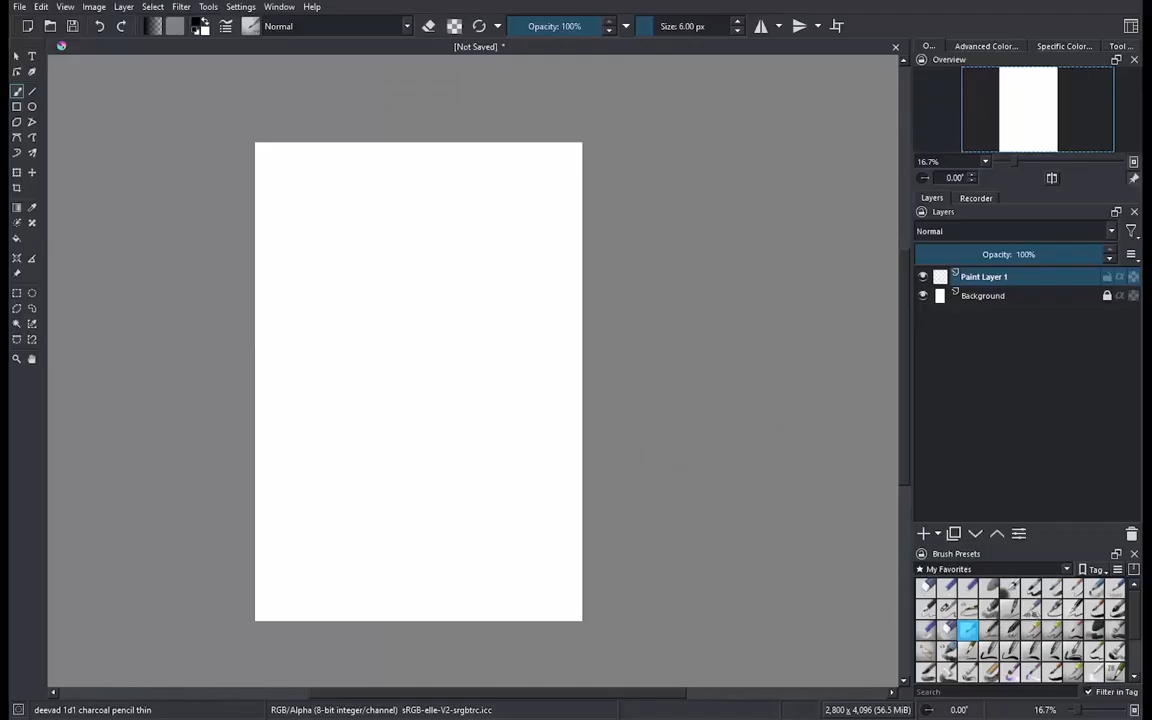 File Edit View Image Layer Select Filter Tools Settings Window Help
Normal Opacity: 100% Size: 6.00 px
[Not Saved] *
O... Advanced Color... Specific Color... Tool ...
Overview
16.7%
0.00°
Layers Recorder
Layers
Normal
Opacity: 100%
Paint Layer 1
Background
Brush Presets
★ My Favorites Tag
Search Filter in Tag
deevad 1d1 charcoal pencil thin RGB/Alpha (8-bit integer/channel) sRGB-elle-V2-srgbtrc.icc 2,800 x 4,096 (56.5 MiB) 0.00° 16.7%